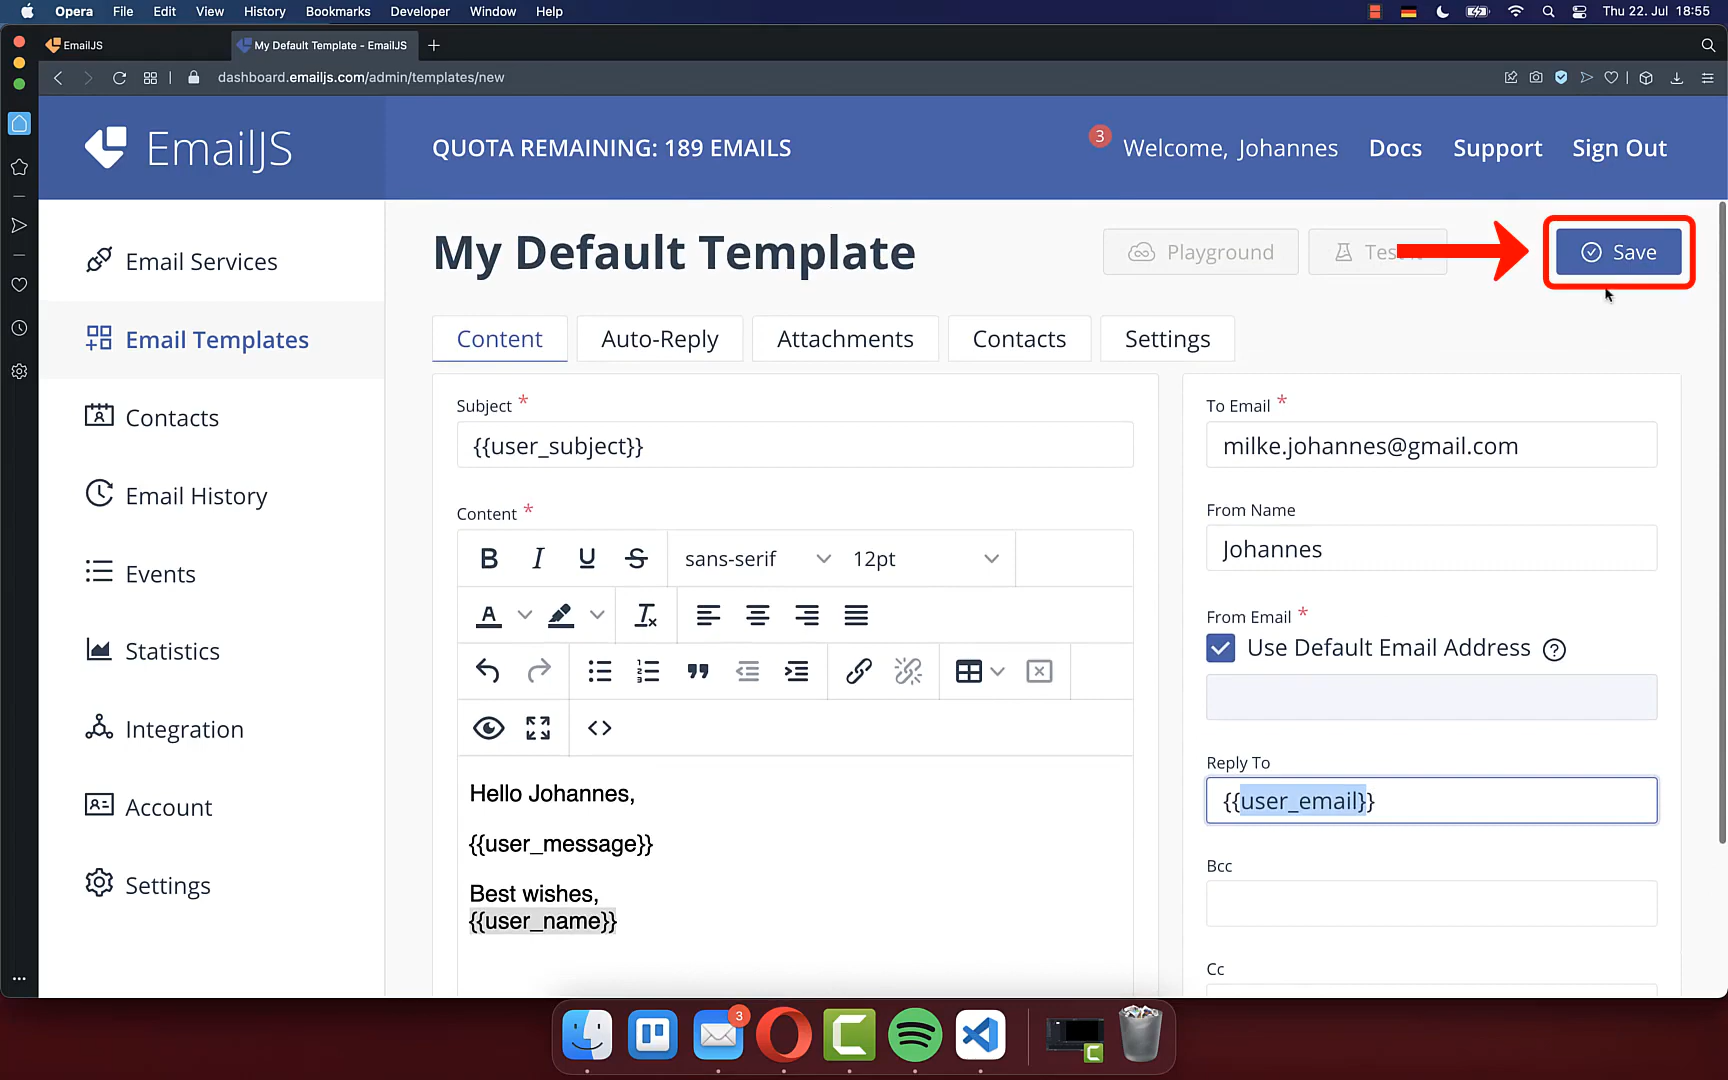 Opera File Edit View History Bookmarks Developer Window Help Thu 22. Jul 18:55
EmailJS My Default Template - EmailJS
dashboard.emailjs.com/admin/templates/new
EmailJS QUOTA REMAINING: 189 EMAILS 3 Welcome, Johannes Docs Support Sign Out
Email Services
Email Templates
Contacts
Email History
Events
Statistics
Integration
Account
Settings
My Default Template
Playground
Save
Content Auto-Reply Attachments Contacts Settings
Subject *
{{user_subject}}
Content *
B I U S sans-serif 12pt
Hello Johannes,
{{user_message}}
Best wishes,
{{user_name}}
To Email *
milke.johannes@gmail.com
From Name
Johannes
From Email *
Use Default Email Address
Reply To
{{user_email}}
Bcc
Cc
3